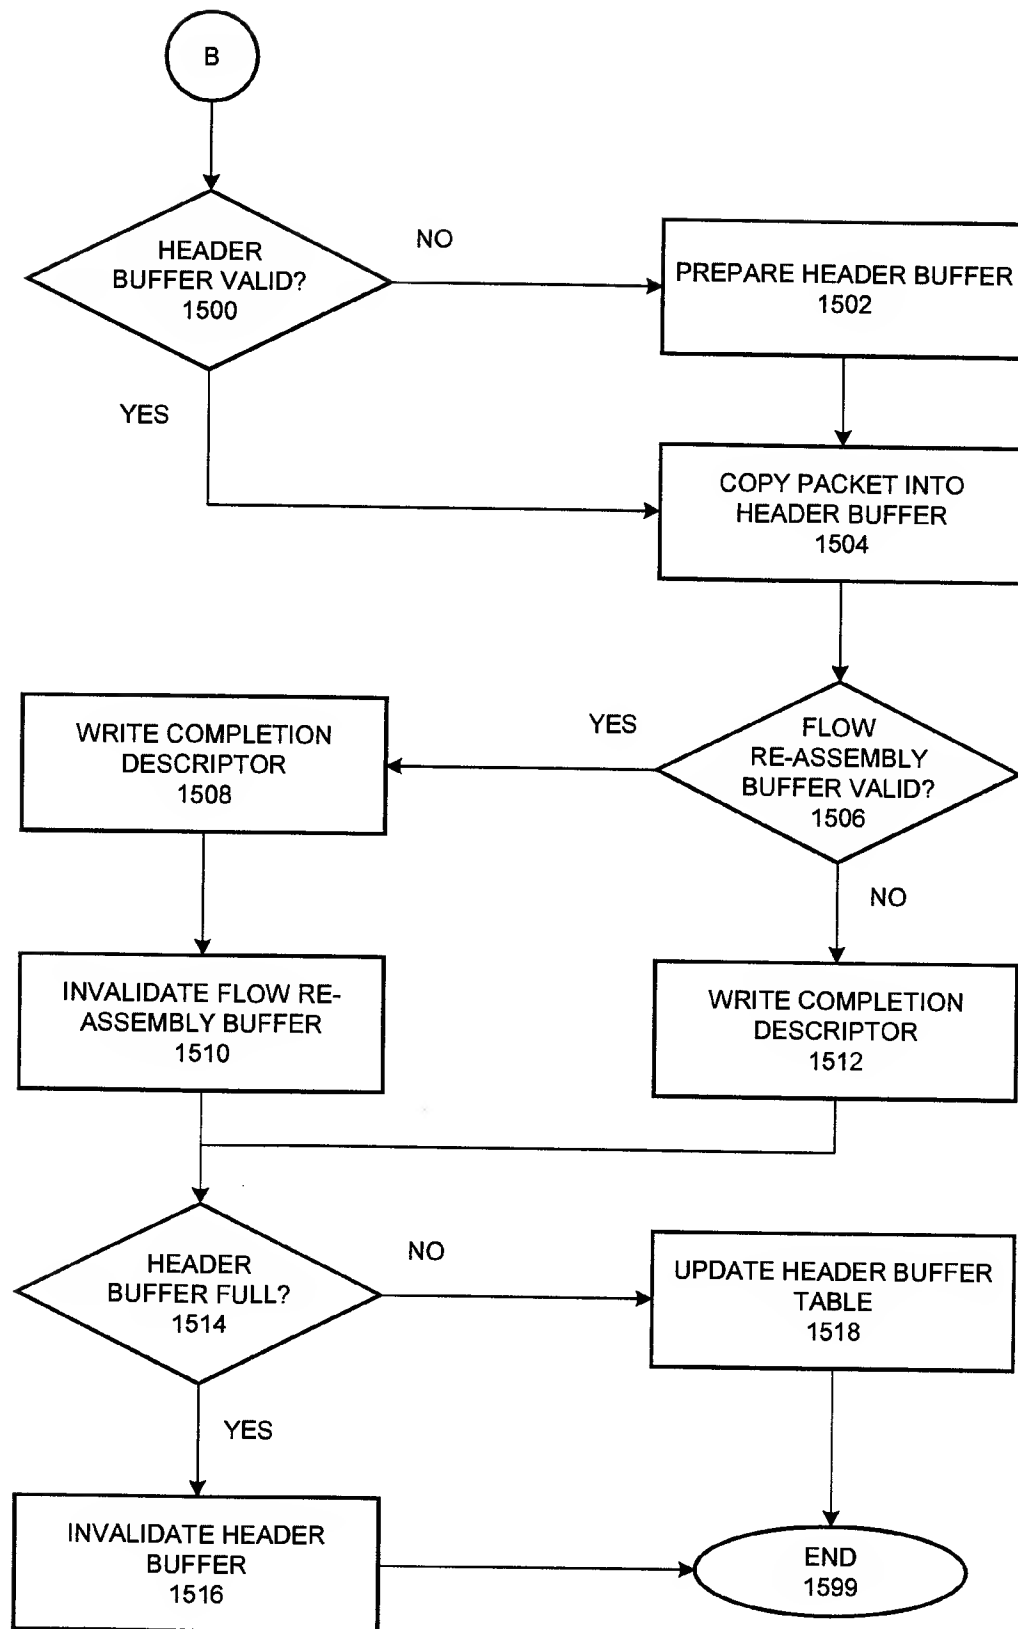 B
HEADER
BUFFER VALID?
1500
NO
PREPARE HEADER BUFFER
1502
YES
COPY PACKET INTO
HEADER BUFFER
1504
WRITE COMPLETION
DESCRIPTOR
1508
YES
FLOW
RE-ASSEMBLY
BUFFER VALID?
1506
NO
INVALIDATE FLOW RE-
ASSEMBLY BUFFER
1510
WRITE COMPLETION
DESCRIPTOR
1512
HEADER
BUFFER FULL?
1514
NO
UPDATE HEADER BUFFER
TABLE
1518
YES
INVALIDATE HEADER
BUFFER
1516
END
1599